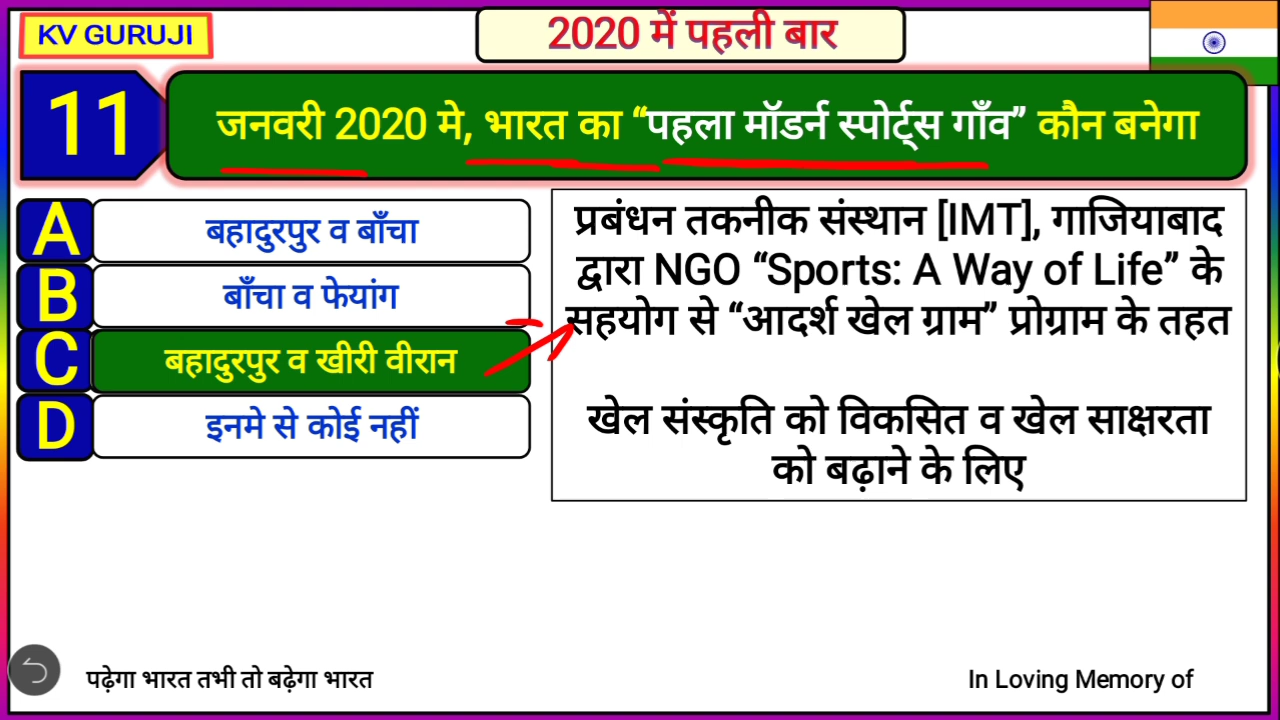 KV GURUJI
2020 में पहली बार
11
जनवरी 2020 मे, भारत का “पहला मॉडर्न स्पोर्ट्स गाँव” कौन बनेगा
A बहादुरपुर व बाँचा
B बाँचा व फेयांग
C बहादुरपुर व खीरी वीरान
D इनमे से कोई नहीं
प्रबंधन तकनीक संस्थान [IMT], गाजियाबाद
द्वारा NGO “Sports: A Way of Life” के
सहयोग से “आदर्श खेल ग्राम” प्रोग्राम के तहत
खेल संस्कृति को विकसित व खेल साक्षरता
को बढ़ाने के लिए
पढ़ेगा भारत तभी तो बढ़ेगा भारत
In Loving Memory of